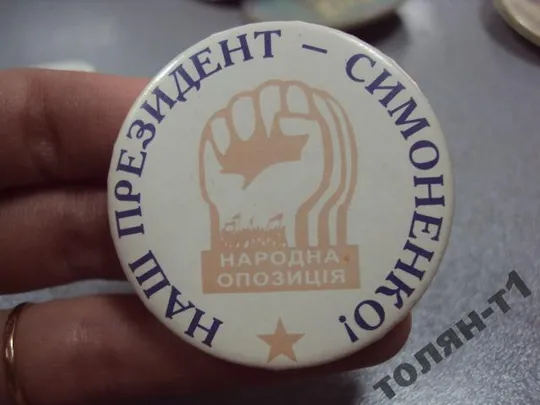 НАШ ПРЕЗИДЕНТ – СИМОНЕНКО!
НАРОДНА
ОПОЗИЦІЯ
ТОЛЯН-Т1